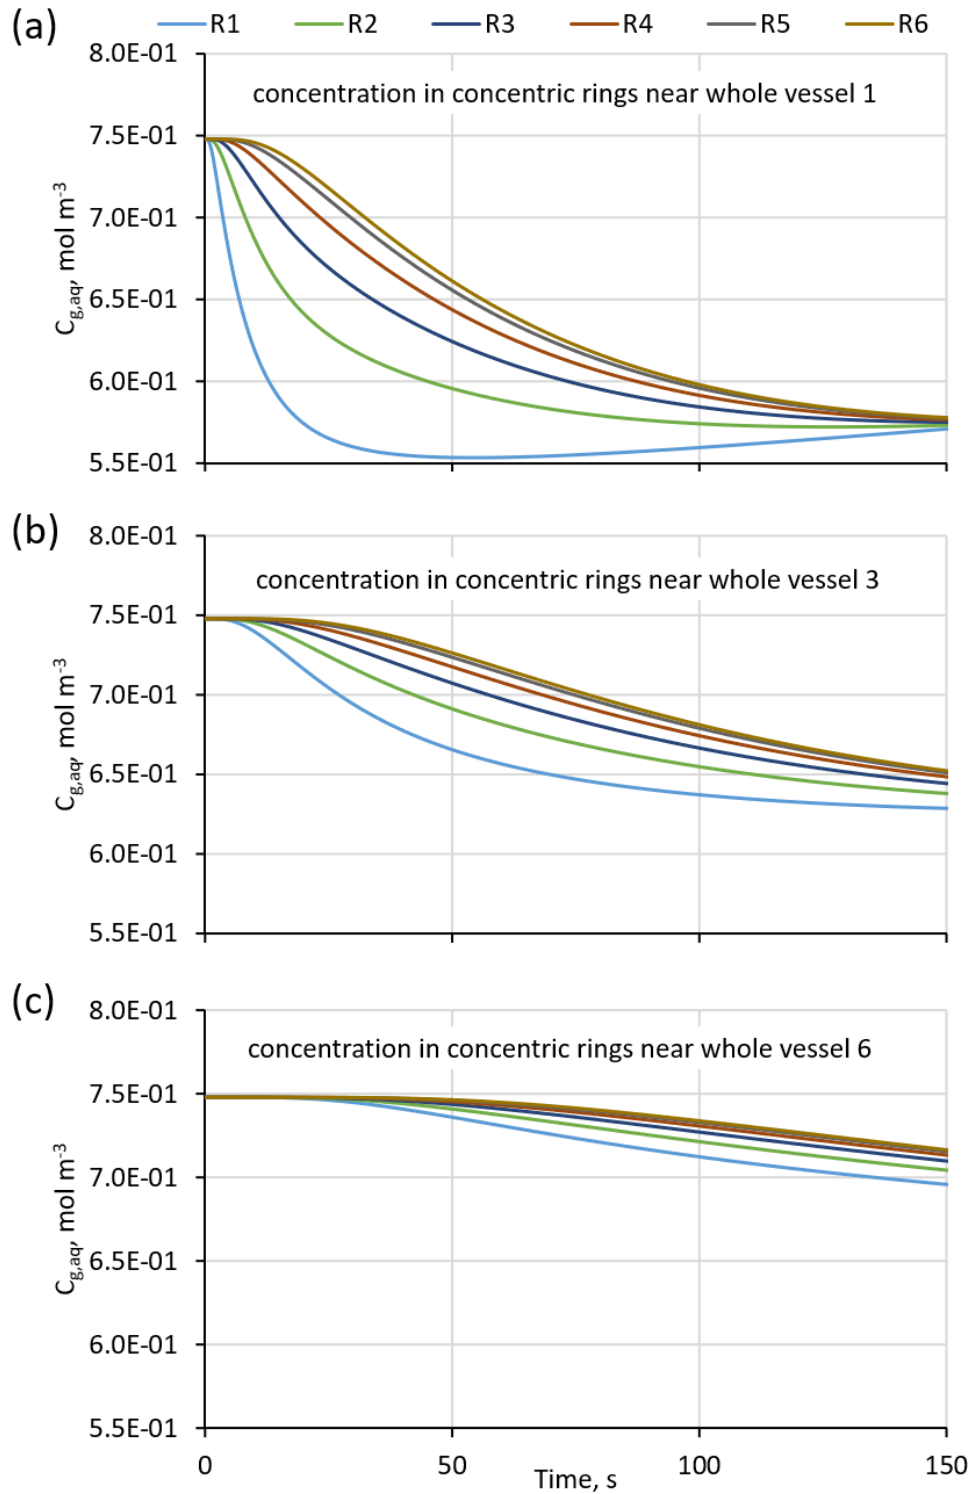 (a)
R1 R2 R3 R4 R5 R6
8.0E-01
concentration in concentric rings near whole vessel 1
7.5E-01
7.0E-01
6.5E-01
6.0E-01
5.5E-01
Cg,aq, mol m-3
(b)
8.0E-01
concentration in concentric rings near whole vessel 3
7.5E-01
7.0E-01
6.5E-01
6.0E-01
5.5E-01
Cg,aq, mol m-3
(c)
8.0E-01
concentration in concentric rings near whole vessel 6
7.5E-01
7.0E-01
6.5E-01
6.0E-01
5.5E-01
Cg,aq, mol m-3
0 50 100 150
Time, s